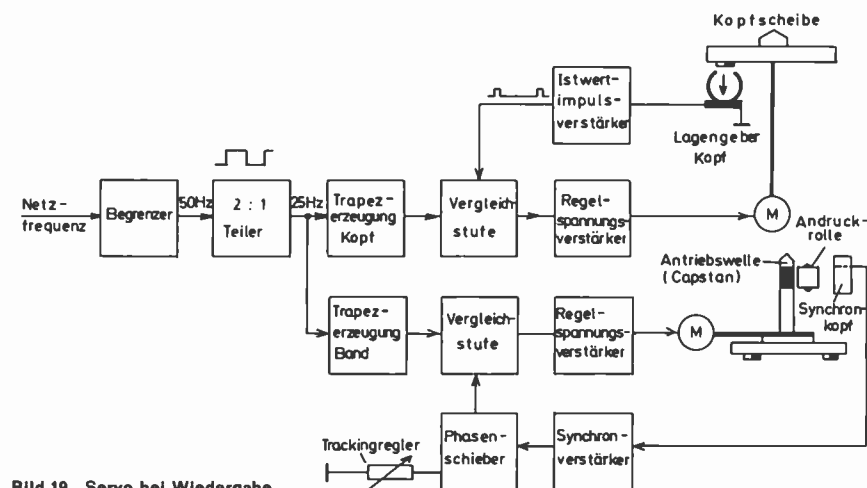 Kopfscheibe
Istwert-
impuls-
verstärker
Lagengeber
Kopf
Netz-
frequenz
Begrenzer
50Hz
2 : 1
Teiler
25Hz
Trapez-
erzeugung
Kopf
Vergleich-
stufe
Regel-
spannungs-
verstärker
M
Andruck-
rolle
Antriebswelle
(Capstan)
Synchron-
kopf
Trapez-
erzeugung
Band
Vergleich-
stufe
Regel-
spannungs-
verstärker
M
Trackingregler
Phasen-
schieber
Synchron-
verstärker
Bild 19 Servo bei Wiedergabe